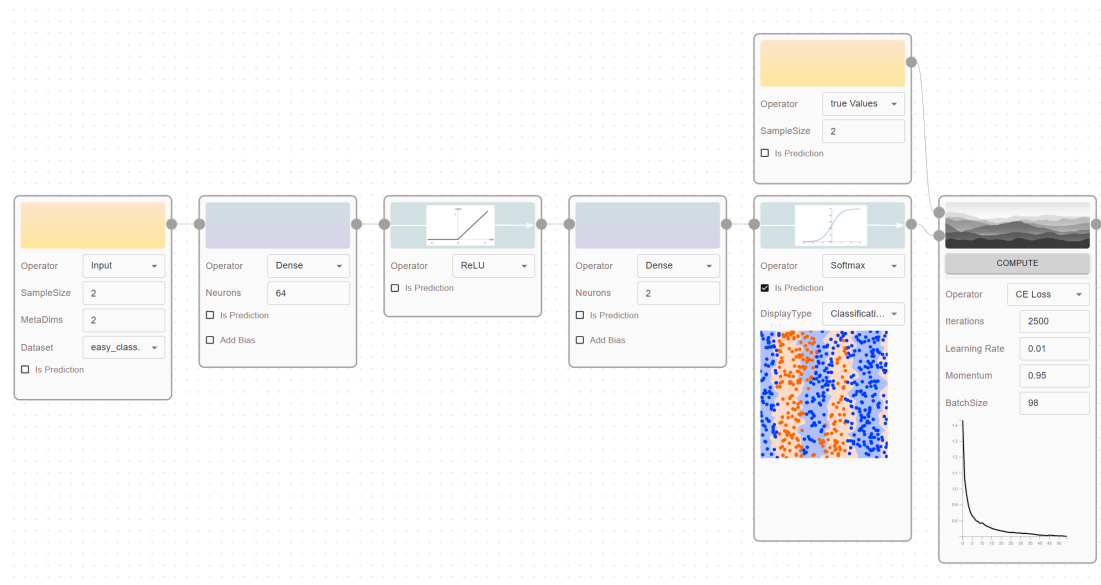 Operator true Values
SampleSize 2
Is Prediction
Operator Input
SampleSize 2
MetaDims 2
Dataset easy_class.
Is Prediction
Operator Dense
Neurons 64
Is Prediction
Add Bias
Operator ReLU
Is Prediction
Operator Dense
Neurons 2
Is Prediction
Add Bias
Operator Softmax
Is Prediction
DisplayType Classificati...
COMPUTE
Operator CE Loss
Iterations 2500
Learning Rate 0.01
Momentum 0.95
BatchSize 98